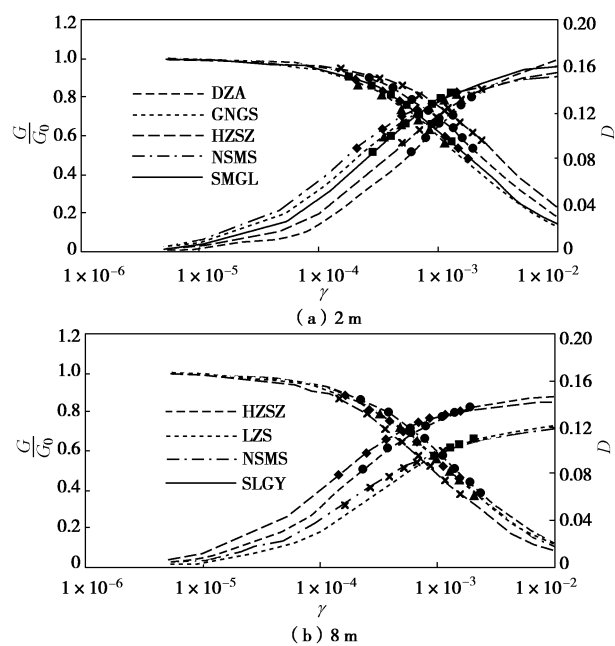 1.2
1.0
0.8
0.6
0.4
0.2
0
G/G₀
0.20
0.16
0.12
0.08
0.04
0
D
DZA
GNGS
HZSZ
NSMS
SMGL
1×10⁻⁶ 1×10⁻⁵ 1×10⁻⁴ 1×10⁻³ 1×10⁻²
γ
(a) 2 m
1.2
1.0
0.8
0.6
0.4
0.2
0
G/G₀
0.20
0.16
0.12
0.08
0.04
0
D
HZSZ
LZS
NSMS
SLGY
1×10⁻⁶ 1×10⁻⁵ 1×10⁻⁴ 1×10⁻³ 1×10⁻²
γ
(b) 8 m